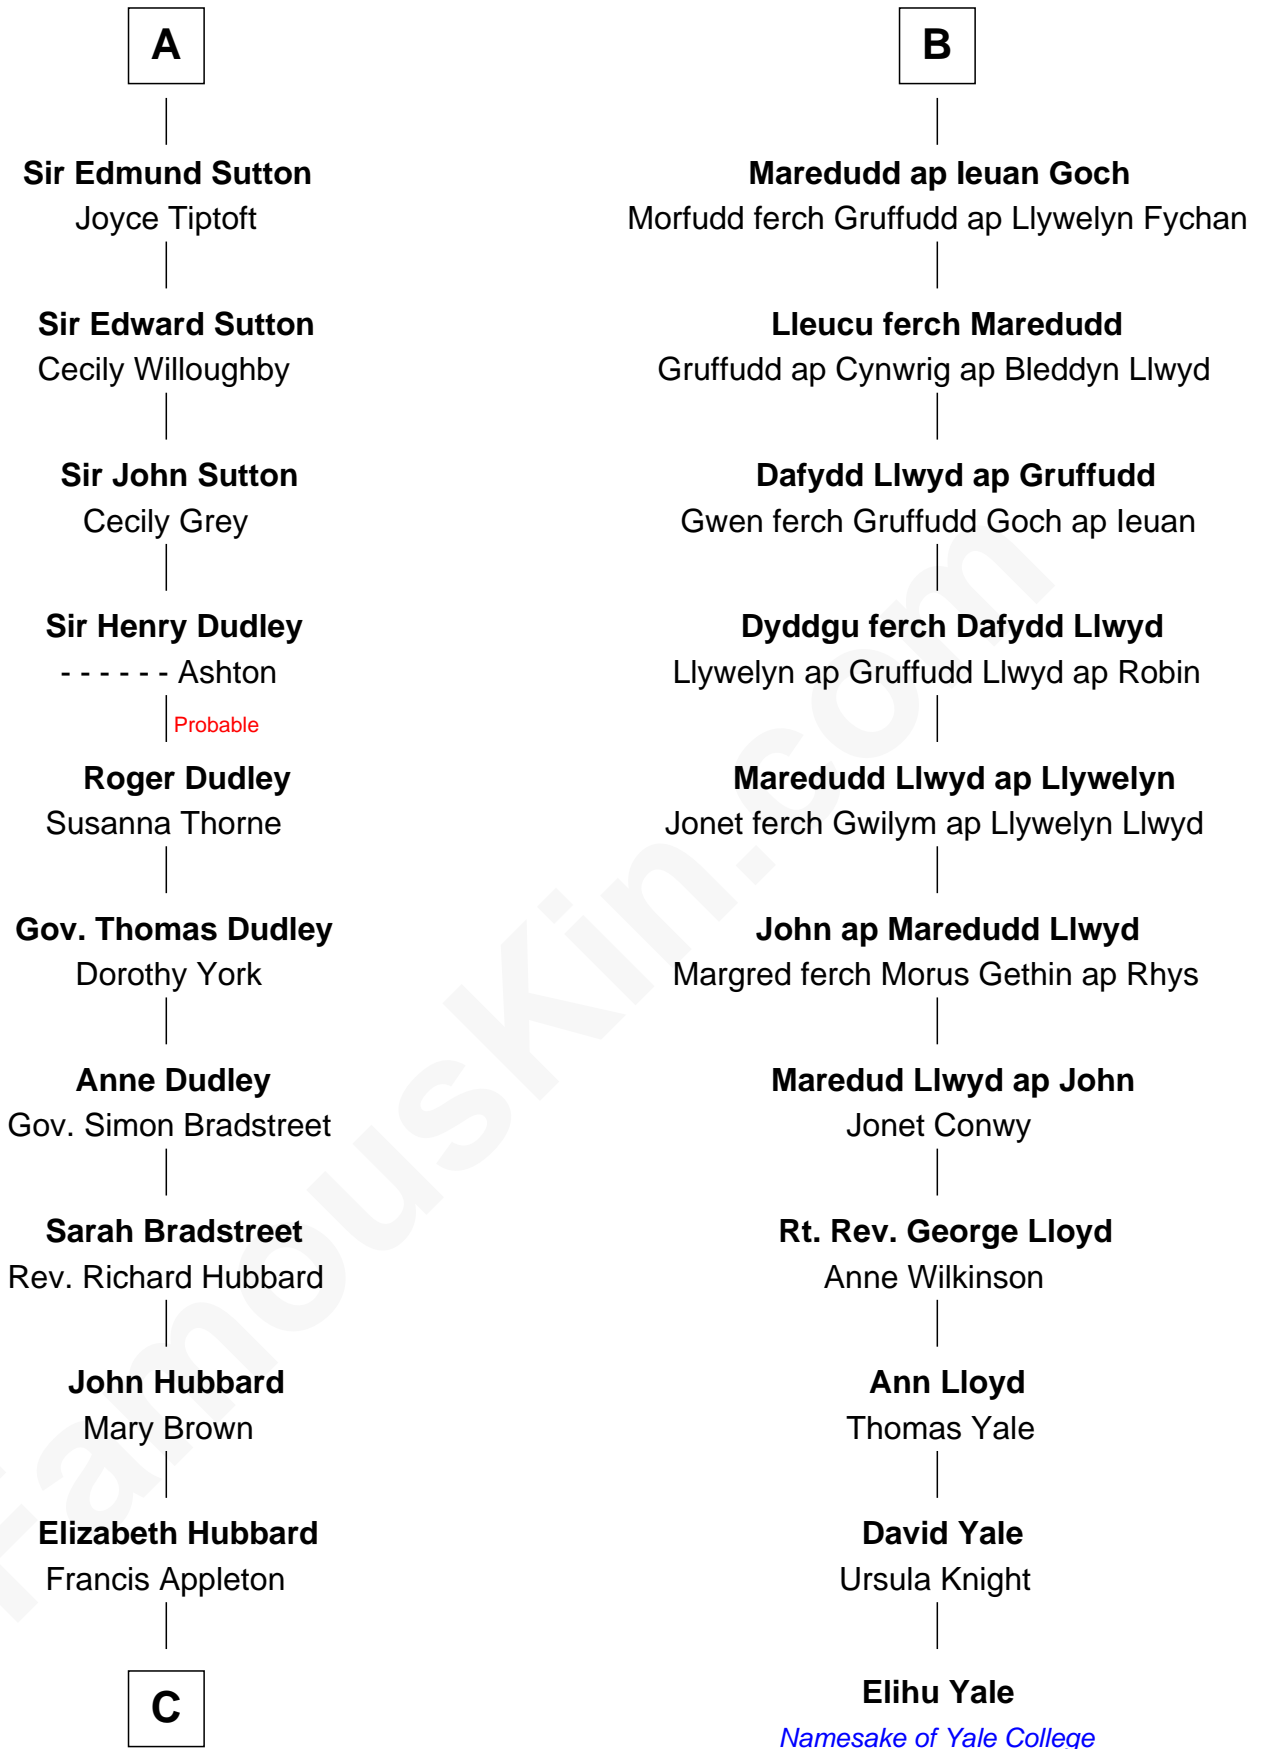 A
Sir Edmund Sutton
Joyce Tiptoft
Sir Edward Sutton
Cecily Willoughby
Sir John Sutton
Cecily Grey
Sir Henry Dudley
- - - - - - Ashton
Probable
Roger Dudley
Susanna Thorne
Gov. Thomas Dudley
Dorothy York
Anne Dudley
Gov. Simon Bradstreet
Sarah Bradstreet
Rev. Richard Hubbard
John Hubbard
Mary Brown
Elizabeth Hubbard
Francis Appleton
C
B
Maredudd ap Ieuan Goch
Morfudd ferch Gruffudd ap Llywelyn Fychan
Lleucu ferch Maredudd
Gruffudd ap Cynwrig ap Bleddyn Llwyd
Dafydd Llwyd ap Gruffudd
Gwen ferch Gruffudd Goch ap Ieuan
Dyddgu ferch Dafydd Llwyd
Llywelyn ap Gruffudd Llwyd ap Robin
Maredudd Llwyd ap Llywelyn
Jonet ferch Gwilym ap Llywelyn Llwyd
John ap Maredudd Llwyd
Margred ferch Morus Gethin ap Rhys
Maredud Llwyd ap John
Jonet Conwy
Rt. Rev. George Lloyd
Anne Wilkinson
Ann Lloyd
Thomas Yale
David Yale
Ursula Knight
Elihu Yale
Namesake of Yale College
FamousKin.com